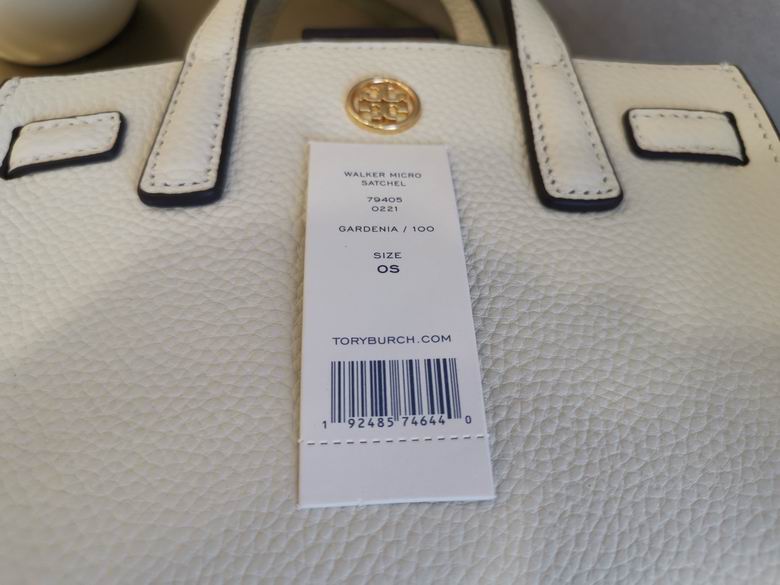 WALKER MICRO
SATCHEL
79405
0221
GARDENIA / 100
SIZE
OS
TORYBURCH.COM
1 92485 74644 0